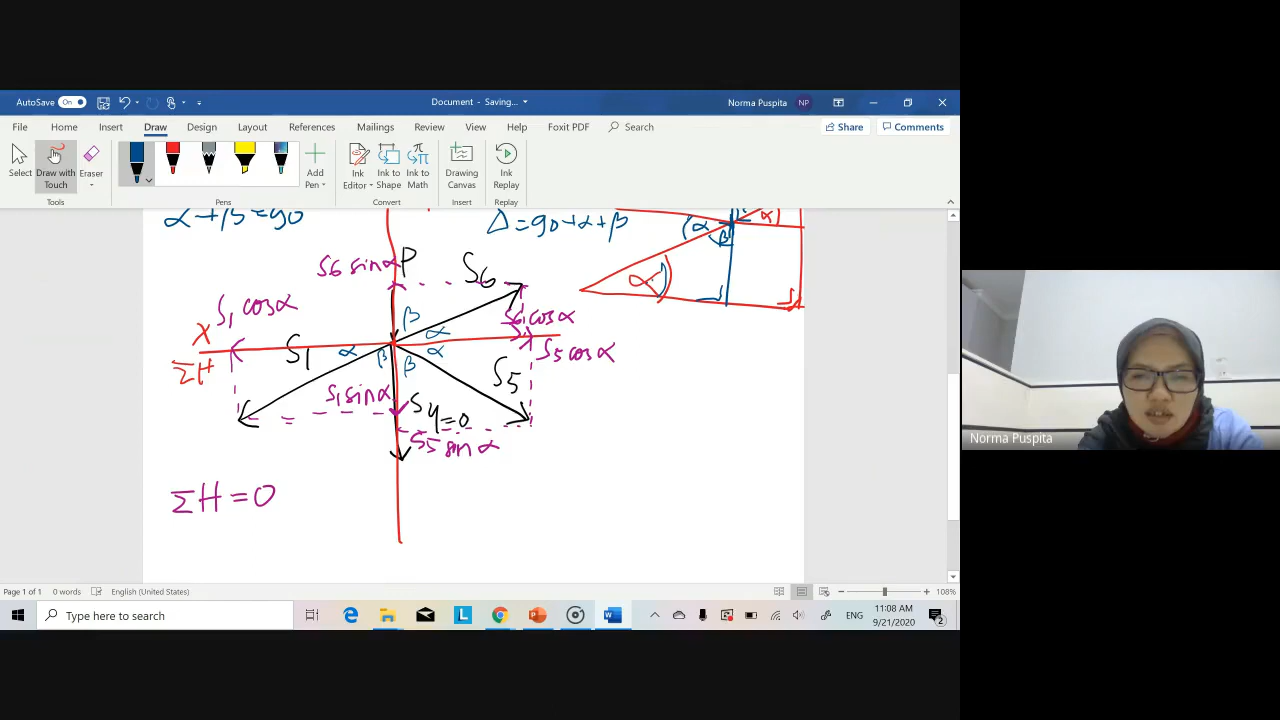 AutoSave On
Document - Saving...
Norma Puspita NP
File Home Insert Draw Design Layout References Mailings Review View Help Foxit PDF Search
Share Comments
Select
Draw with Touch
Eraser
Add Pen
Ink Editor
Ink to Shape
Ink to Math
Drawing Canvas
Ink Replay
Tools Pens Convert Insert Replay
α+β=90
Δ=90+α+β
α
(α
β
α
S6 sinα
P
S6
S1 cosα
β
α
S6 cosα
X
ΣH
S1
α
β
β
α
S5 cosα
S5
S1 sinα
S4=0
S5 sin α
ΣH=0
Norma Puspita
Page 1 of 1 0 words English (United States)
108%
Type here to search
L
ENG
11:08 AM
9/21/2020
2